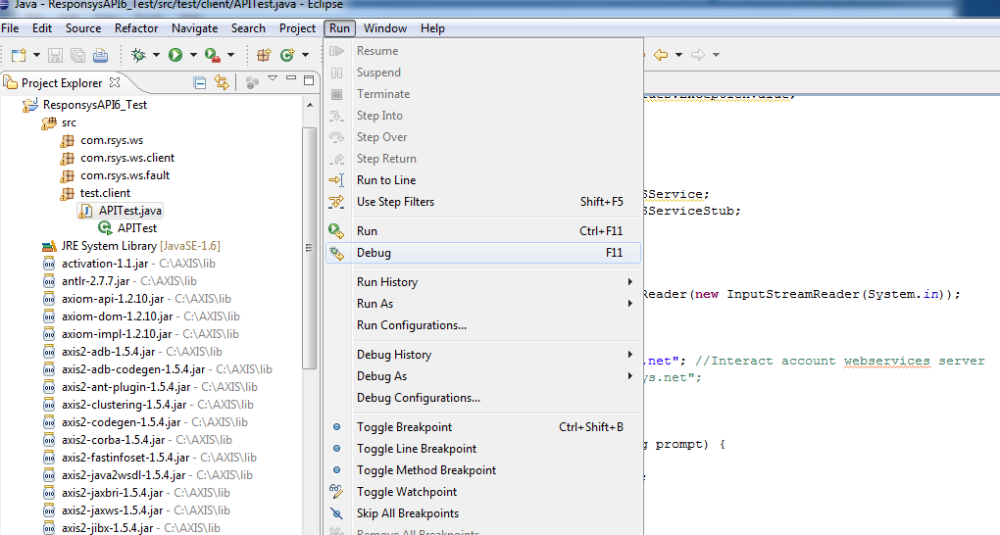 Java - ResponsysAPI6_Test/src/test/client/APITest.java - Eclipse
File Edit Source Refactor Navigate Search Project Run Window Help
Project Explorer
ResponsysAPI6_Test
src
com.rsys.ws
com.rsys.ws.client
com.rsys.ws.fault
test.client
APITest.java
APITest
JRE System Library [JavaSE-1.6]
activation-1.1.jar - C:\AXIS\lib
antlr-2.7.7.jar - C:\AXIS\lib
axiom-api-1.2.10.jar - C:\AXIS\lib
axiom-dom-1.2.10.jar - C:\AXIS\lib
axiom-impl-1.2.10.jar - C:\AXIS\lib
axis2-adb-1.5.4.jar - C:\AXIS\lib
axis2-adb-codegen-1.5.4.jar - C:\AXIS\lib
axis2-ant-plugin-1.5.4.jar - C:\AXIS\lib
axis2-clustering-1.5.4.jar - C:\AXIS\lib
axis2-codegen-1.5.4.jar - C:\AXIS\lib
axis2-corba-1.5.4.jar - C:\AXIS\lib
axis2-fastinfoset-1.5.4.jar - C:\AXIS\lib
axis2-java2wsdl-1.5.4.jar - C:\AXIS\lib
axis2-jaxbri-1.5.4.jar - C:\AXIS\lib
axis2-jaxws-1.5.4.jar - C:\AXIS\lib
axis2-jibx-1.5.4.jar - C:\AXIS\lib
Resume
Suspend
Terminate
Step Into
Step Over
Step Return
Run to Line
Use Step Filters Shift+F5
Run Ctrl+F11
Debug F11
Run History
Run As
Run Configurations...
Debug History
Debug As
Debug Configurations...
Toggle Breakpoint Ctrl+Shift+B
Toggle Line Breakpoint
Toggle Method Breakpoint
Toggle Watchpoint
Skip All Breakpoints
Remove All Breakpoints
SService;
SServiceStub;
Reader(new InputStreamReader(System.in));
.net"; //Interact account webservices server
ys.net";
g prompt) {
;